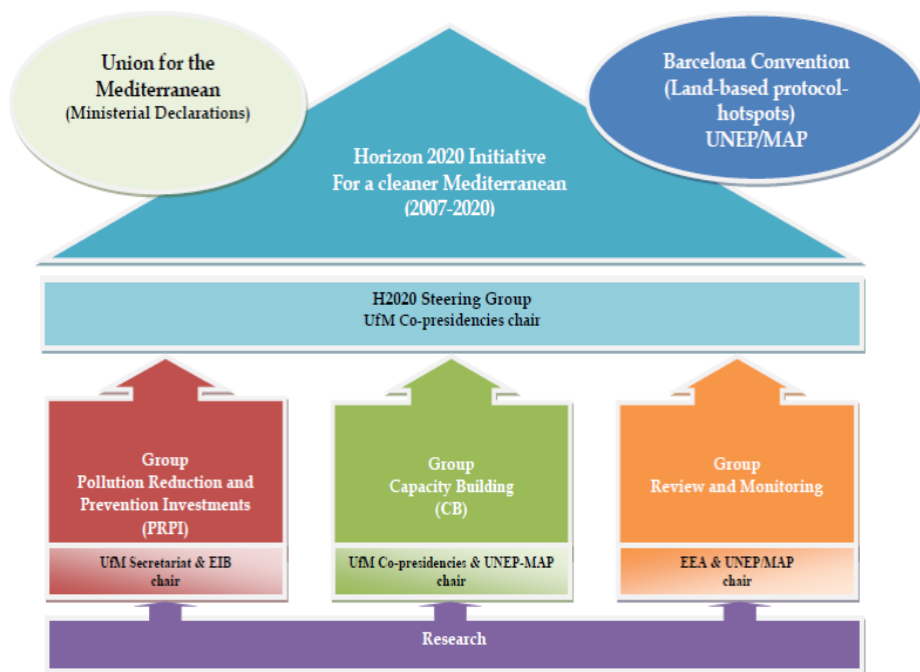 Union for the
Mediterranean
(Ministerial Declarations)
Barcelona Convention
(Land-based protocol-
hotspots)
UNEP/MAP
Horizon 2020 Initiative
For a cleaner Mediterranean
(2007-2020)
H2020 Steering Group
UfM Co-presidencies chair
Group
Pollution Reduction and
Prevention Investments
(PRPI)
UfM Secretariat & EIB
chair
Group
Capacity Building
(CB)
UfM Co-presidencies & UNEP-MAP
chair
Group
Review and Monitoring
EEA & UNEP/MAP
chair
Research